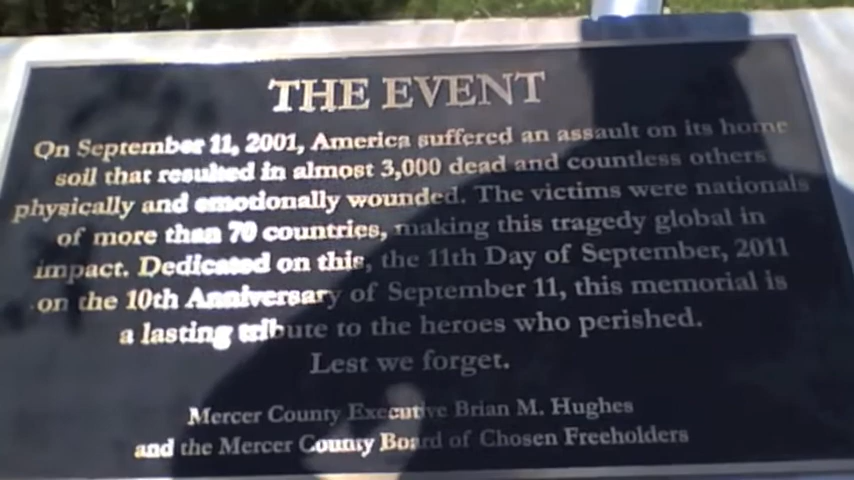 THE EVENT
On September 11, 2001, America suffered an assault on its home
soil that resulted in almost 3,000 dead and countless others
physically and emotionally wounded. The victims were nationals
of more than 70 countries, making this tragedy global in
impact. Dedicated on this, the 11th Day of September, 2011
on the 10th Anniversary of September 11, this memorial is
a lasting tribute to the heroes who perished.
Lest we forget.
Mercer County Executive Brian M. Hughes
and the Mercer County Board of Chosen Freeholders